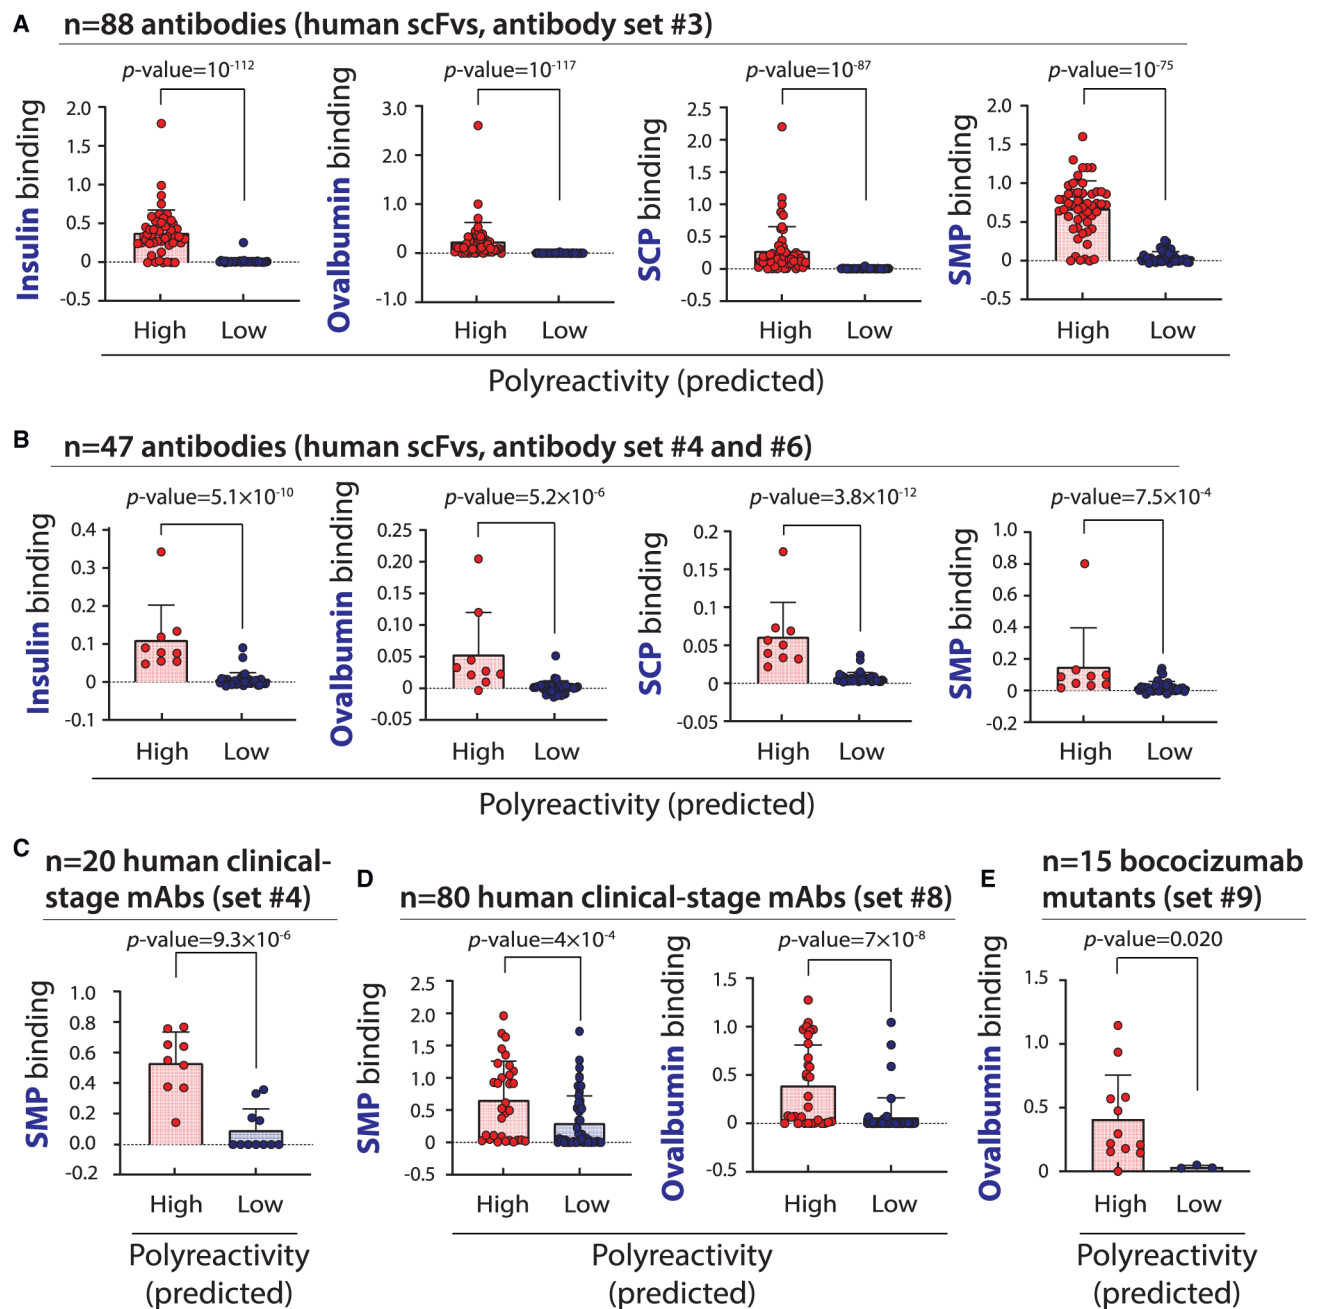 A
n=88 antibodies (human scFvs, antibody set #3)
p-value=10-112
p-value=10-117
p-value=10-87
p-value=10-75
Insulin binding
2.0
1.5
1.0
0.5
0
-0.5
High
Low
Ovalbumin binding
3.0
2.0
1.0
0
-1.0
High
Low
SCP binding
2.5
2.0
1.5
1.0
0.5
0
-0.5
High
Low
SMP binding
2.0
1.5
1.0
0.5
0
-0.5
High
Low
Polyreactivity (predicted)
B
n=47 antibodies (human scFvs, antibody set #4 and #6)
p-value=5.1×10-10
p-value=5.2×10-6
p-value=3.8×10-12
p-value=7.5×10-4
Insulin binding
0.4
0.3
0.2
0.1
0
-0.1
High
Low
Ovalbumin binding
0.25
0.20
0.15
0.10
0.05
0
-0.05
High
Low
SCP binding
0.2
0.15
0.1
0.05
0
-0.05
High
Low
SMP binding
1.0
0.8
0.6
0.4
0.2
0
-0.2
High
Low
Polyreactivity (predicted)
C
n=20 human clinical-
stage mAbs (set #4)
p-value=9.3×10-6
SMP binding
1.0
0.8
0.6
0.4
0.2
0.0
-0.2
High
Low
Polyreactivity
(predicted)
D
n=80 human clinical-stage mAbs (set #8)
p-value=4×10-4
p-value=7×10-8
SMP binding
2.5
2.0
1.5
1.0
0.5
0
-0.5
High
Low
Ovalbumin binding
1.5
1.0
0.5
0
-0.5
High
Low
Polyreactivity
(predicted)
E
n=15 bococizumab
mutants (set #9)
p-value=0.020
Ovalbumin binding
1.5
1.0
0.5
0
High
Low
Polyreactivity
(predicted)